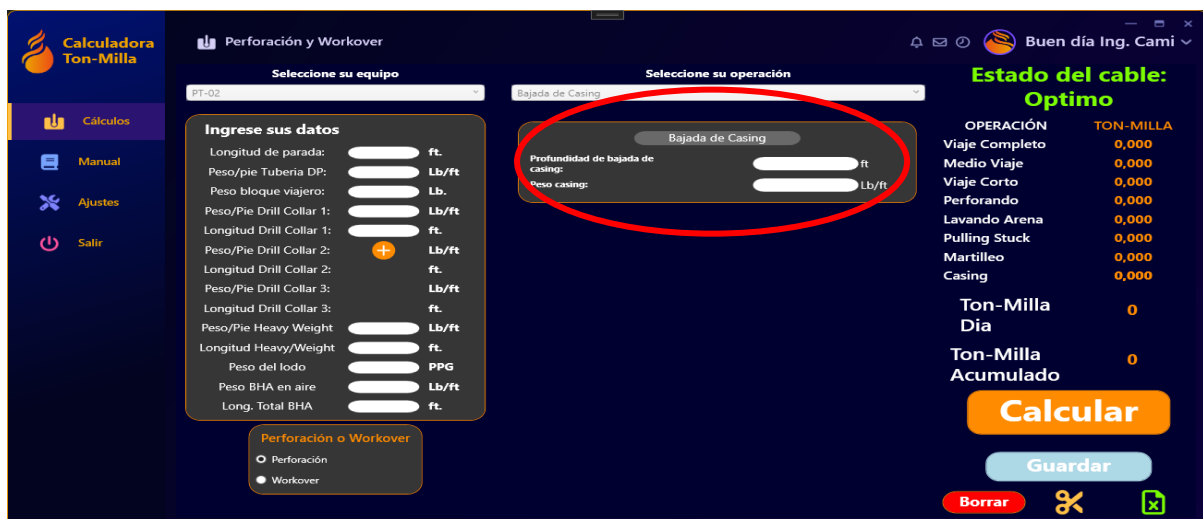 Calculadora
Ton-Milla
Perforación y Workover
Buen día Ing. Cami
Cálculos
Manual
Ajustes
Salir
Seleccione su equipo
PT-02
Seleccione su operación
Bajada de Casing
Ingrese sus datos
Longitud de parada: ft.
Peso/pie Tuberia DP: Lb/ft
Peso bloque viajero: Lb.
Peso/Pie Drill Collar 1: Lb/ft
Longitud Drill Collar 1: ft.
Peso/Pie Drill Collar 2: Lb/ft
Longitud Drill Collar 2: ft.
Peso/Pie Drill Collar 3: Lb/ft
Longitud Drill Collar 3: ft.
Peso/Pie Heavy Weight Lb/ft
Longitud Heavy/Weight ft.
Peso del lodo PPG
Peso BHA en aire Lb/ft
Long. Total BHA ft.
Perforación o Workover
Perforación
Workover
Bajada de Casing
Profundidad de bajada de
casing: ft
Peso casing: Lb/ft
Estado del cable:
Optimo
OPERACIÓN TON-MILLA
Viaje Completo 0,000
Medio Viaje 0,000
Viaje Corto 0,000
Perforando 0,000
Lavando Arena 0,000
Pulling Stuck 0,000
Martilleo 0,000
Casing 0,000
Ton-Milla
Dia 0
Ton-Milla
Acumulado 0
Calcular
Guardar
Borrar